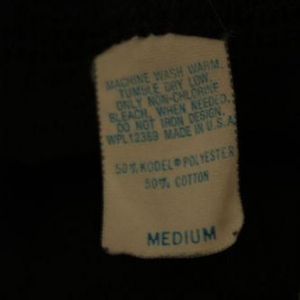 MACHINE WASH WARM.
TUMBLE DRY LOW.
ONLY NON-CHLORINE
BLEACH, WHEN NEEDED.
DO NOT IRON DESIGN.
WPL12389 MADE IN U.S.A.
50% KODEL® POLYESTER
50% COTTON
MEDIUM